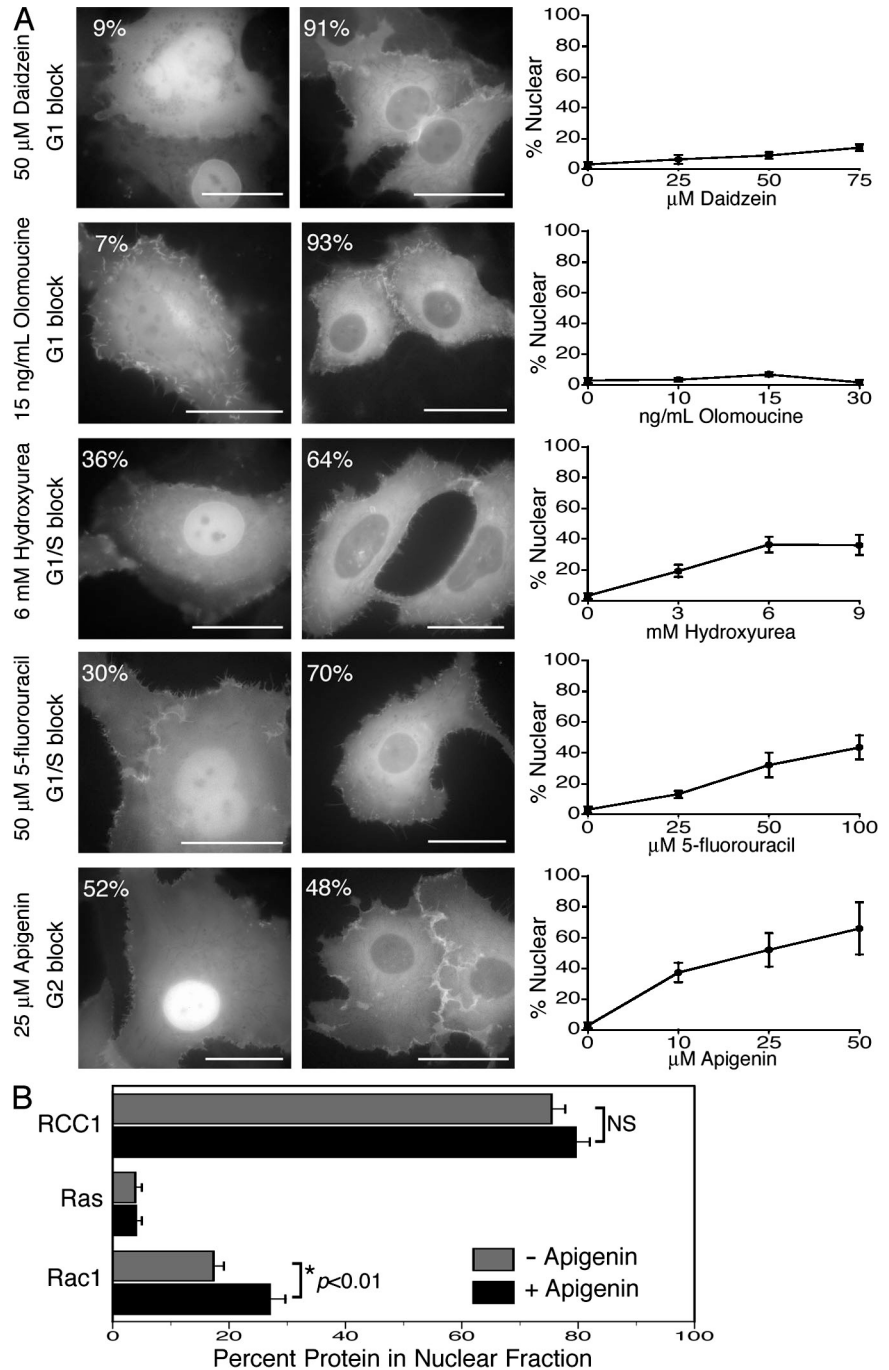 A
50 µM Daidzein
G1 block
9%
91%
% Nuclear
100
80
60
40
20
0
0 25 50 75
µM Daidzein
15 ng/mL Olomoucine
G1 block
7%
93%
% Nuclear
100
80
60
40
20
0
0 10 15 30
ng/mL Olomoucine
6 mM Hydroxyurea
G1/S block
36%
64%
% Nuclear
100
80
60
40
20
0
0 3 6 9
mM Hydroxyurea
50 µM 5-fluorouracil
G1/S block
30%
70%
% Nuclear
100
80
60
40
20
0
0 25 50 100
µM 5-fluorouracil
25 µM Apigenin
G2 block
52%
48%
% Nuclear
100
80
60
40
20
0
0 10 25 50
µM Apigenin
B
RCC1
NS
Ras
Rac1
* p<0.01
- Apigenin
+ Apigenin
0 20 40 60 80 100
Percent Protein in Nuclear Fraction